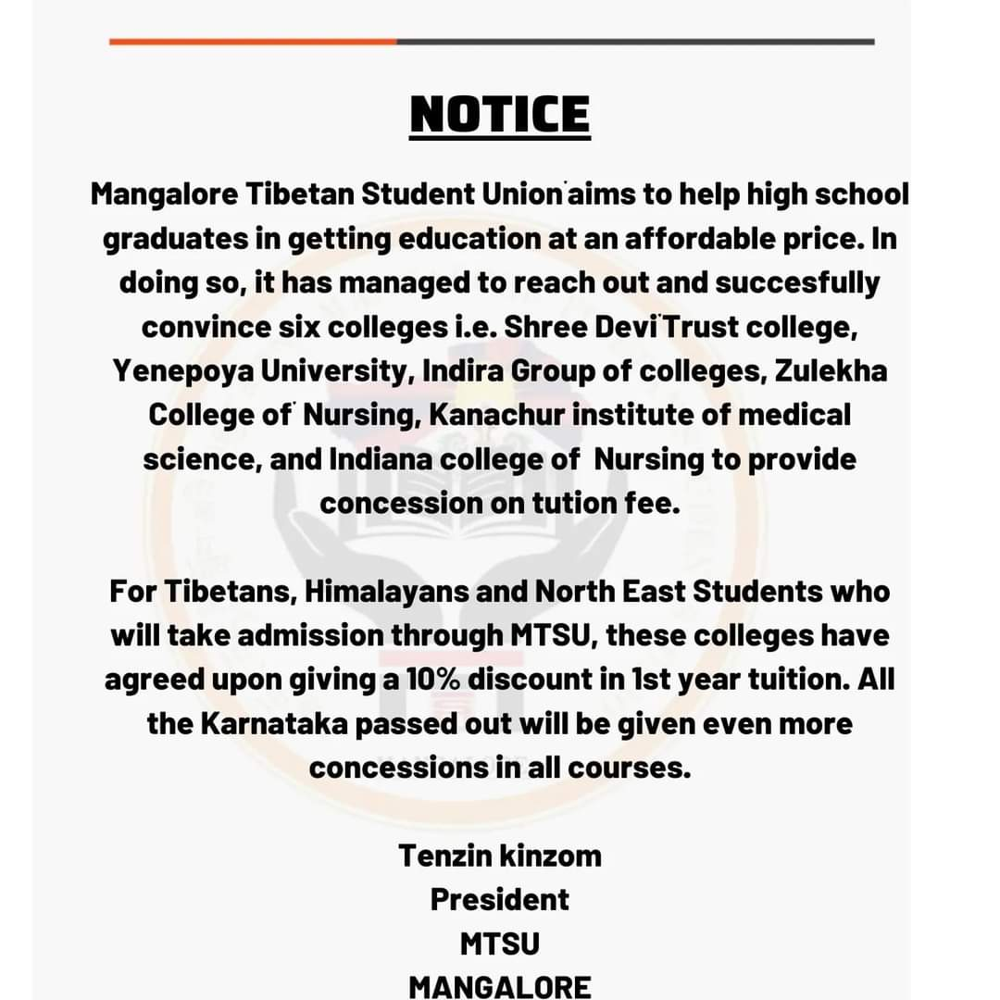 NOTICE
Mangalore Tibetan Student Union aims to help high school
graduates in getting education at an affordable price. In
doing so, it has managed to reach out and succesfully
convince six colleges i.e. Shree Devi Trust college,
Yenepoya University, Indira Group of colleges, Zulekha
College of Nursing, Kanachur institute of medical
science, and Indiana college of Nursing to provide
concession on tution fee.
For Tibetans, Himalayans and North East Students who
will take admission through MTSU, these colleges have
agreed upon giving a 10% discount in 1st year tuition. All
the Karnataka passed out will be given even more
concessions in all courses.
Tenzin kinzom
President
MTSU
MANGALORE